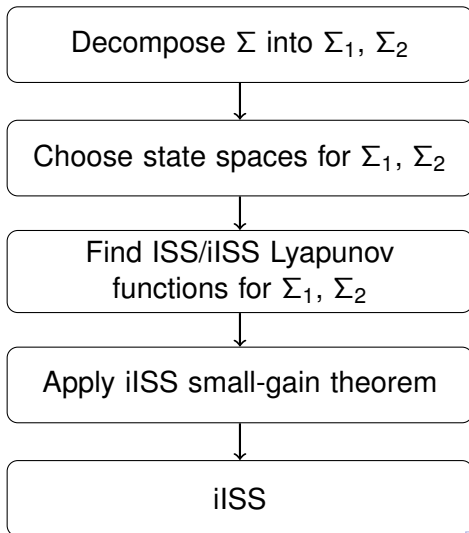 Decompose Σ into Σ₁, Σ₂
Choose state spaces for Σ₁, Σ₂
Find ISS/iISS Lyapunov
functions for Σ₁, Σ₂
Apply iISS small-gain theorem
iISS